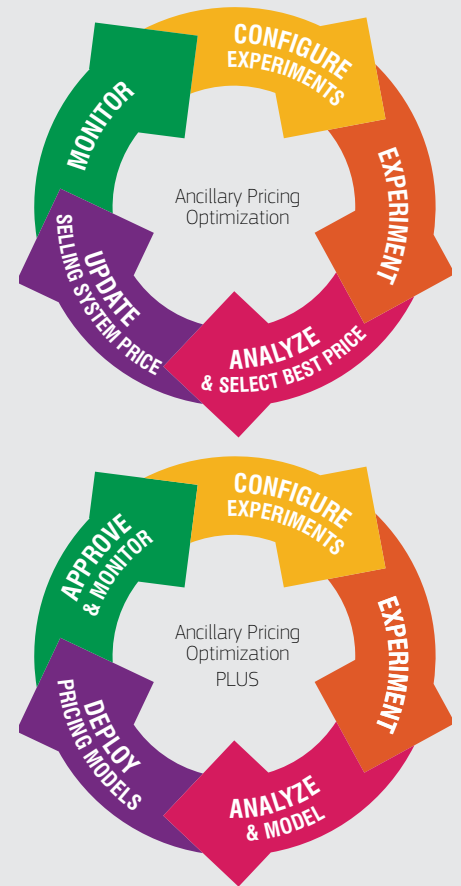 CONFIGURE
EXPERIMENTS
EXPERIMENT
ANALYZE
& SELECT BEST PRICE
UPDATE
SELLING SYSTEM PRICE
MONITOR
Ancillary Pricing
Optimization
CONFIGURE
EXPERIMENTS
EXPERIMENT
ANALYZE
& MODEL
DEPLOY
PRICING MODELS
APPROVE
& MONITOR
Ancillary Pricing
Optimization
PLUS